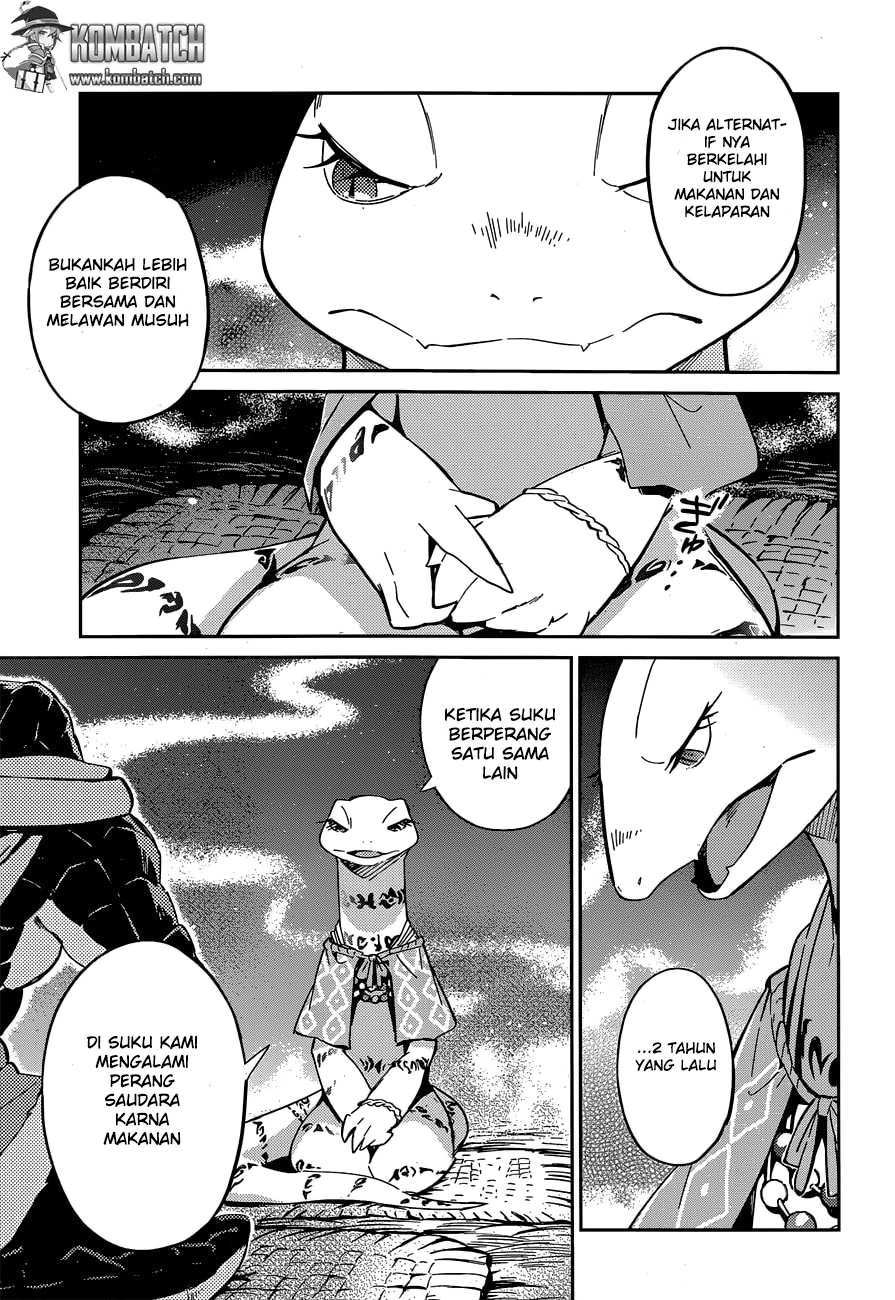 KOMBATCH
www.kombatch.com
JIKA ALTERNAT-
IF NYA
BERKELAHI
UNTUK
MAKANAN DAN
KELAPARAN
BUKANKAH LEBIH
BAIK BERDIRI
BERSAMA DAN
MELAWAN MUSUH
ぎゅ…
...2 TAHUN
YANG LALU
KETIKA SUKU
BERPERANG
SATU SAMA
LAIN
DI SUKU KAMI
MENGALAMI
PERANG
SAUDARA
KARNA
MAKANAN